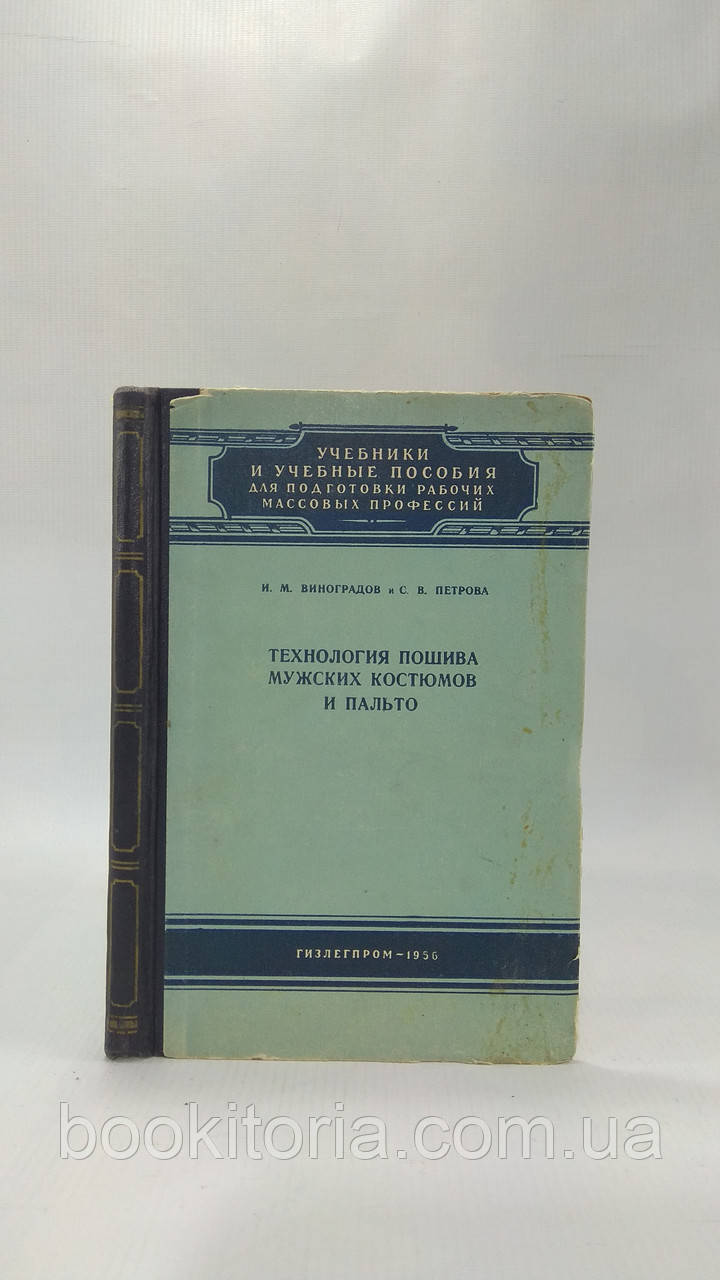 УЧЕБНИКИ
И УЧЕБНЫЕ ПОСОБИЯ
ДЛЯ ПОДГОТОВКИ РАБОЧИХ
МАССОВЫХ ПРОФЕССИЙ
И. М. ВИНОГРАДОВ и С. В. ПЕТРОВА
ТЕХНОЛОГИЯ ПОШИВА
МУЖСКИХ КОСТЮМОВ
И ПАЛЬТО
ГИЗЛЕГПРОМ~1956
bookitoria.com.ua